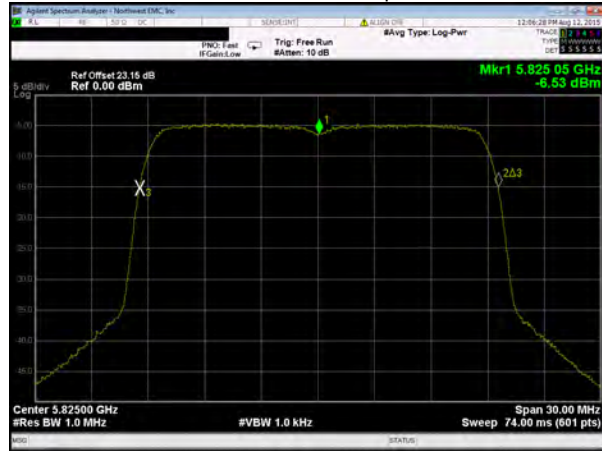 Agilent Spectrum Analyzer - Northwest EMC, Inc
RL RF 50 Ω DC SENSE:INT ALIGN OFF 12:06:28 PM Aug 12, 2015
#Avg Type: Log-Pwr TRACE 1 2 3 4 5 6
PNO: Fast Trig: Free Run TYPE
IFGain:Low #Atten: 10 dB DET S S S S S S
Mkr1 5.825 05 GHz
Ref Offset 23.15 dB
5 dB/div Ref 0.00 dBm -6.53 dBm
Log
-5.00
1
-10.0
2Δ3
-15.0
3
-20.0
-25.0
-30.0
-35.0
-40.0
-45.0
Center 5.82500 GHz Span 30.00 MHz
#Res BW 1.0 MHz #VBW 1.0 kHz Sweep 74.00 ms (601 pts)
MSG STATUS